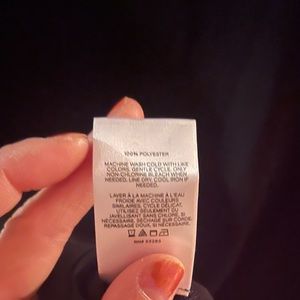 100% POLYESTER
MACHINE WASH COLD WITH LIKE
COLORS, GENTLE CYCLE. ONLY
NON-CHLORINE BLEACH WHEN
NEEDED. LINE DRY, COOL IRON IF
NEEDED.
LAVER À LA MACHINE À L'EAU
FROIDE AVEC COULEURS
SIMILAIRES, CYCLE DELICAT.
UTILISEZ SEULEMENT DU
JAVELLISANT SANS CHLORE, SI
NÉCESSAIRE, SÉCHAGE SUR CORDE.
REPASSAGE DOUX, SI NÉCESSAIRE.